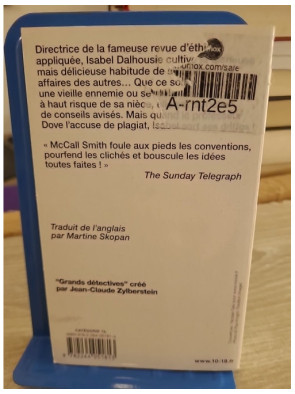 Directrice de la fameuse revue d'éthi
appliquée, Isabel Dalhousie cultiv
mais délicieuse habitude de
affaires des autres... Que ce so
une vieille ennemie ou se
à haut risque de sa nièce,
de conseils avisés. Mais qu
Dove l'accuse de plagiat,
A-rnt2e5
« McCall Smith foule aux pieds les conventions,
pourfend les clichés et bouscule les idées
toutes faites ! »
The Sunday Telegraph
Traduit de l'anglais
par Martine Skopan
"Grands détectives" créé
par Jean-Claude Zylberstein
www.10-18.fr